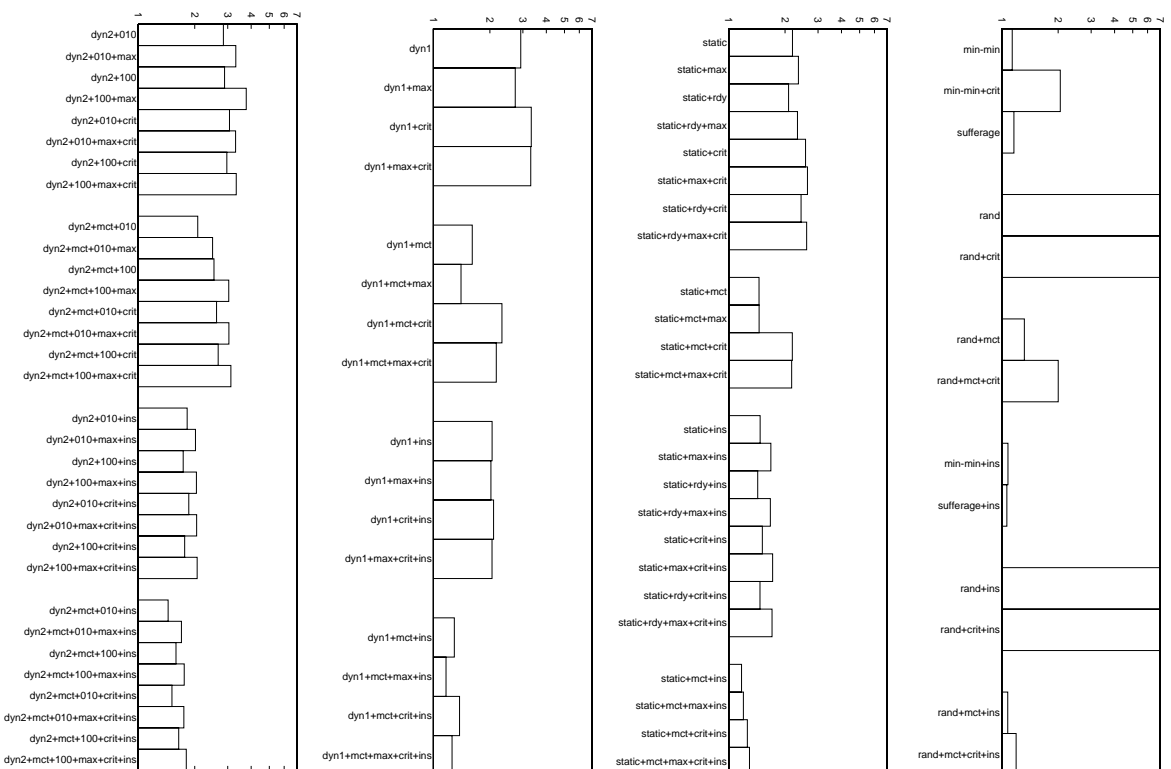 1 2 3 4 5 6 7
dyn2+010
dyn2+010+max
dyn2+100
dyn2+100+max
dyn2+010+crit
dyn2+010+max+crit
dyn2+100+crit
dyn2+100+max+crit
dyn2+mct+010
dyn2+mct+010+max
dyn2+mct+100
dyn2+mct+100+max
dyn2+mct+010+crit
dyn2+mct+010+max+crit
dyn2+mct+100+crit
dyn2+mct+100+max+crit
dyn2+010+ins
dyn2+010+max+ins
dyn2+100+ins
dyn2+100+max+ins
dyn2+010+crit+ins
dyn2+010+max+crit+ins
dyn2+100+crit+ins
dyn2+100+max+crit+ins
dyn2+mct+010+ins
dyn2+mct+010+max+ins
dyn2+mct+100+ins
dyn2+mct+100+max+ins
dyn2+mct+010+crit+ins
dyn2+mct+010+max+crit+ins
dyn2+mct+100+crit+ins
dyn2+mct+100+max+crit+ins
1 2 3 4 5 6 7
dyn1
dyn1+max
dyn1+crit
dyn1+max+crit
dyn1+mct
dyn1+mct+max
dyn1+mct+crit
dyn1+mct+max+crit
dyn1+ins
dyn1+max+ins
dyn1+crit+ins
dyn1+max+crit+ins
dyn1+mct+ins
dyn1+mct+max+ins
dyn1+mct+crit+ins
dyn1+mct+max+crit+ins
1 2 3 4 5 6 7
static
static+max
static+rdy
static+rdy+max
static+crit
static+max+crit
static+rdy+crit
static+rdy+max+crit
static+mct
static+mct+max
static+mct+crit
static+mct+max+crit
static+ins
static+max+ins
static+rdy+ins
static+rdy+max+ins
static+crit+ins
static+max+crit+ins
static+rdy+crit+ins
static+rdy+max+crit+ins
static+mct+ins
static+mct+max+ins
static+mct+crit+ins
static+mct+max+crit+ins
1 2 3 4 5 6 7
min-min
min-min+crit
sufferage
rand
rand+crit
rand+mct
rand+mct+crit
min-min+ins
sufferage+ins
rand+ins
rand+crit+ins
rand+mct+ins
rand+mct+crit+ins